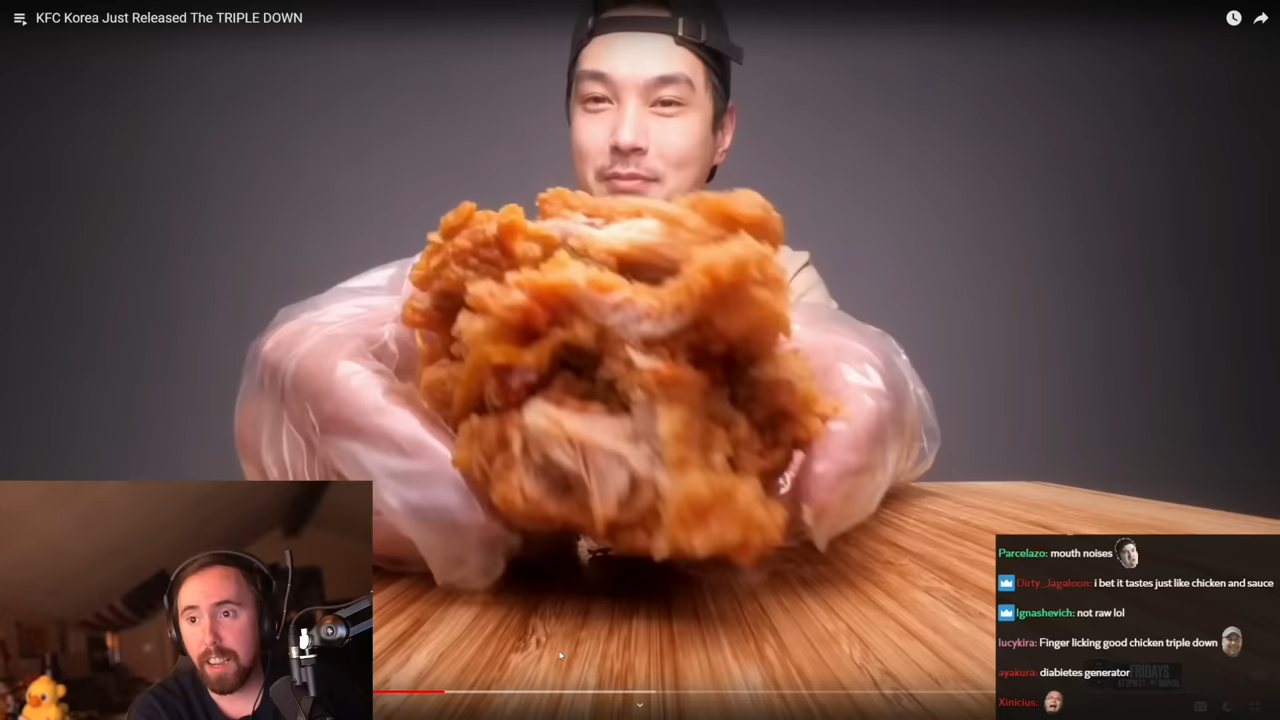 KFC Korea Just Released The TRIPLE DOWN
Parcelazo: mouth noises
Dirty_Jagaloon: i bet it tastes just like chicken and sauce
Ignashevich: not raw lol
lucykira: Finger licking good chicken triple down
ayakura: diabietes generator
FRIDAYS
Xinicius: